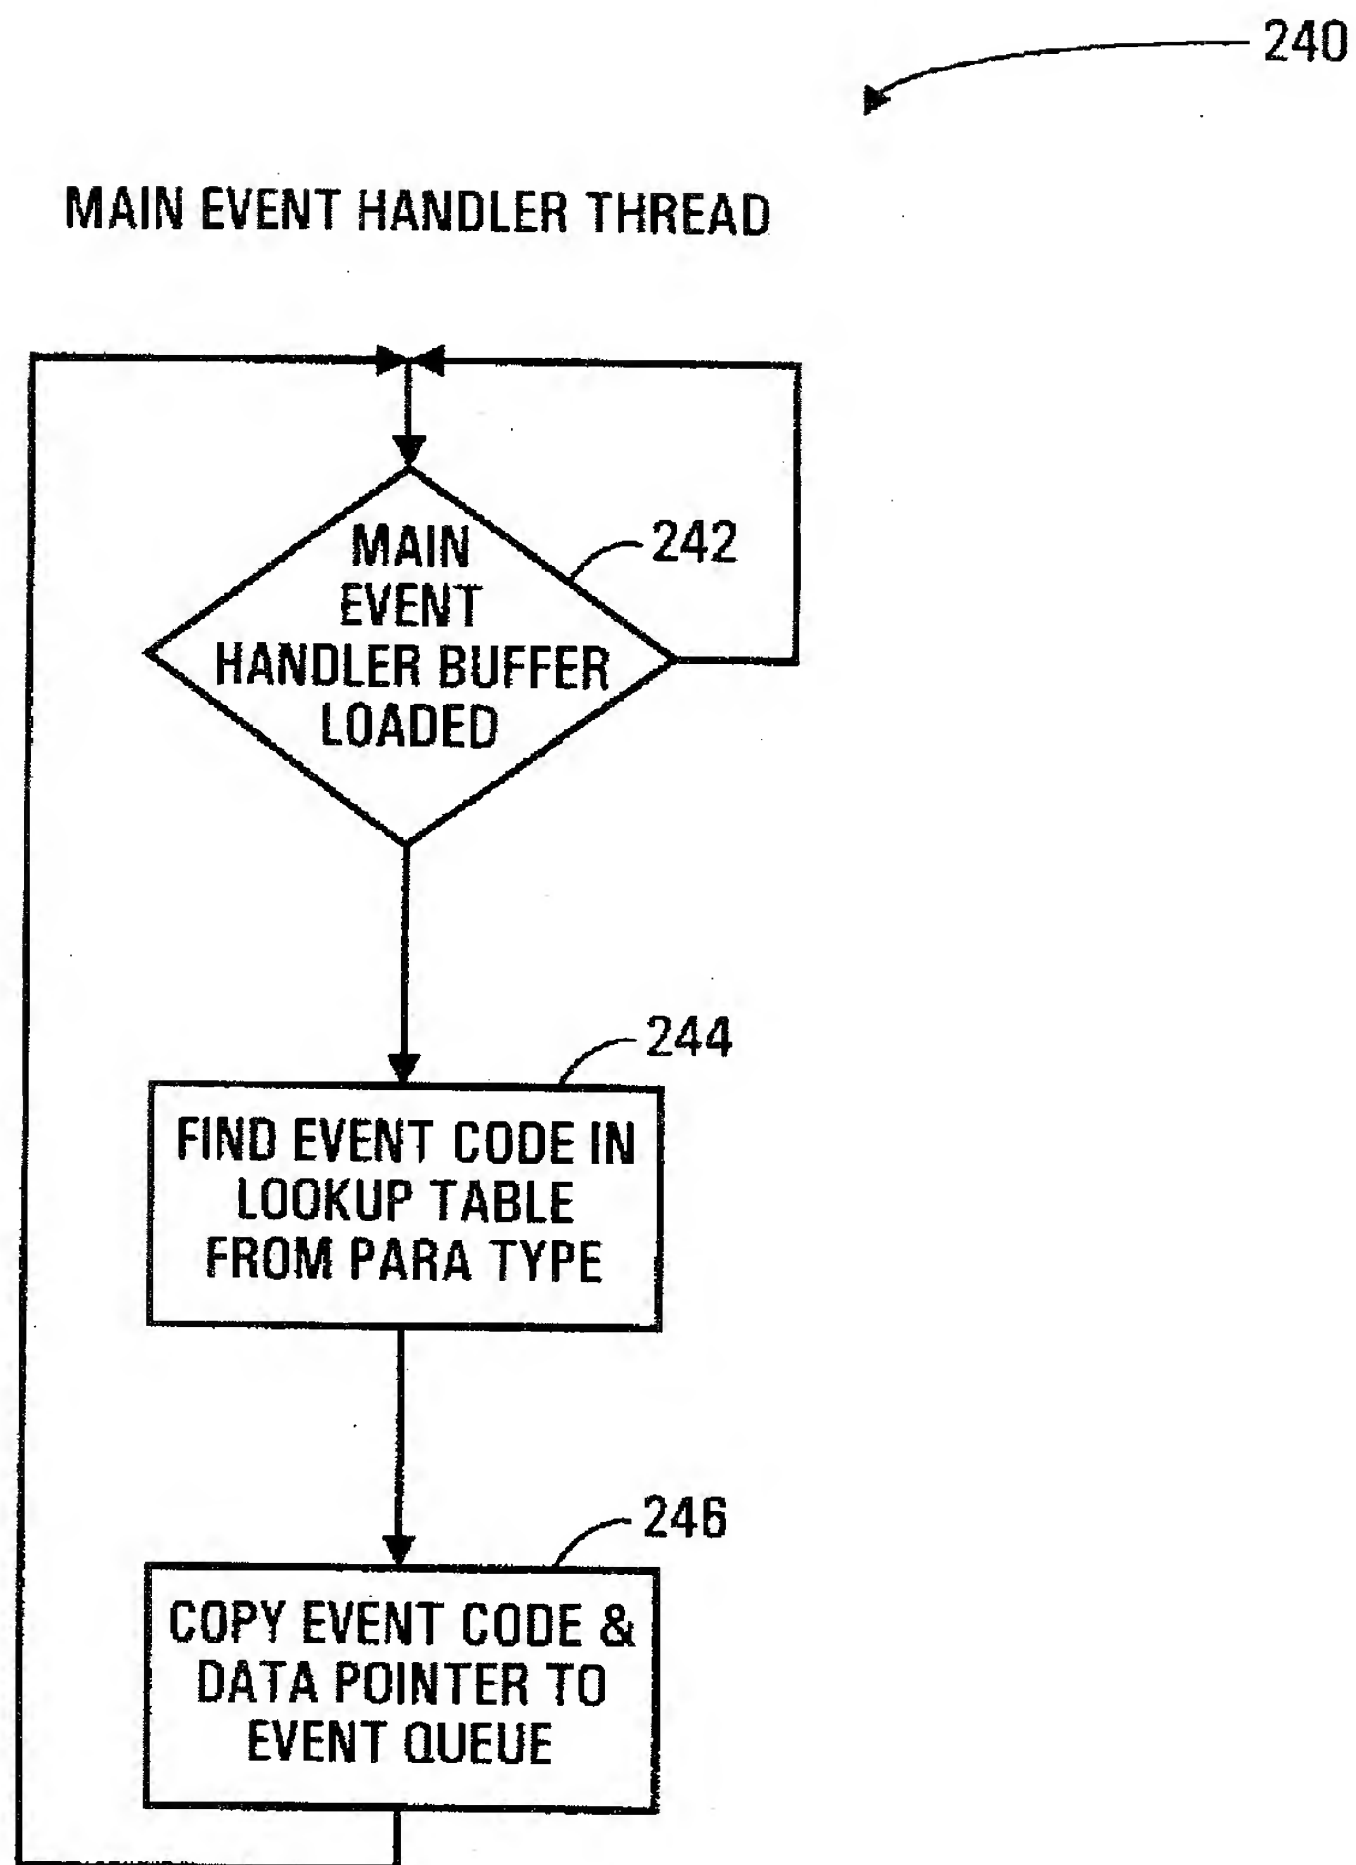 240
MAIN EVENT HANDLER THREAD
MAIN
EVENT
HANDLER BUFFER
LOADED
242
244
FIND EVENT CODE IN
LOOKUP TABLE
FROM PARA TYPE
246
COPY EVENT CODE &
DATA POINTER TO
EVENT QUEUE